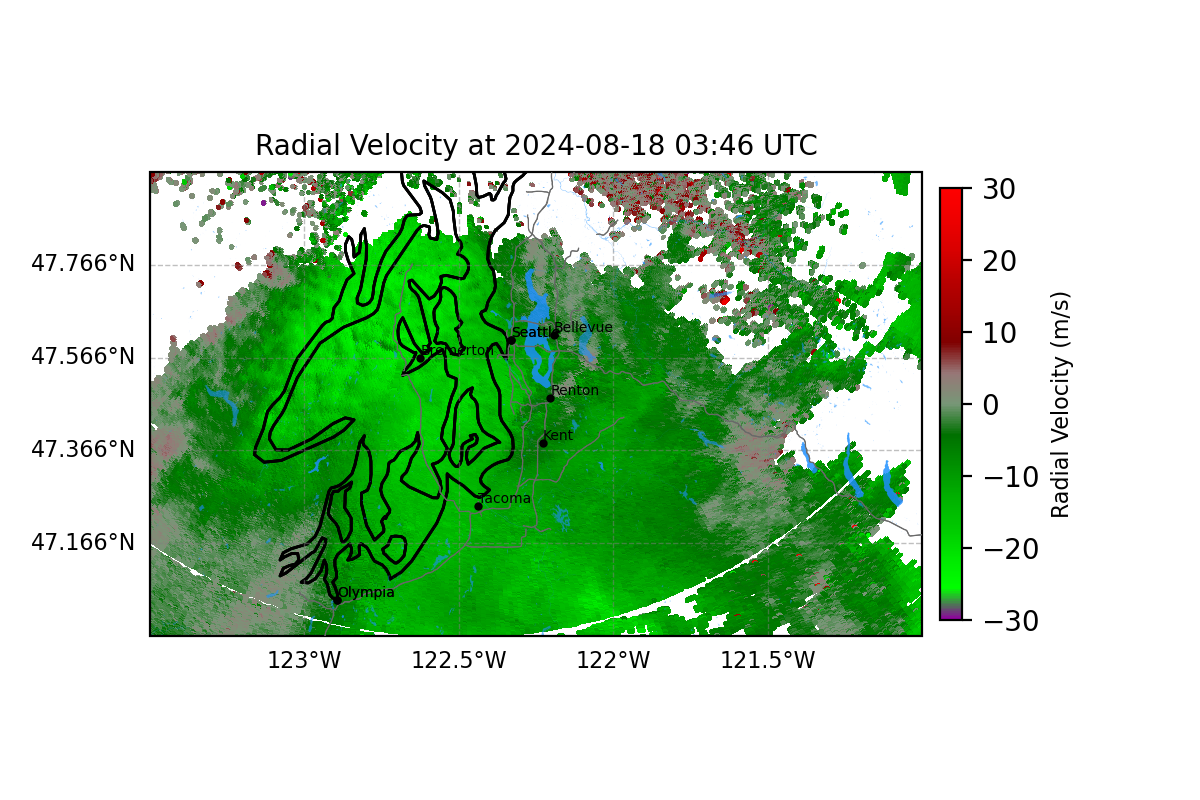 Radial Velocity at 2024-08-18 03:46 UTC
47.766°N
47.566°N
47.366°N
47.166°N
123°W
122.5°W
122°W
121.5°W
Seattle
Bellevue
Bremerton
Renton
Kent
Tacoma
Olympia
30
20
10
0
−10
−20
−30
Radial Velocity (m/s)